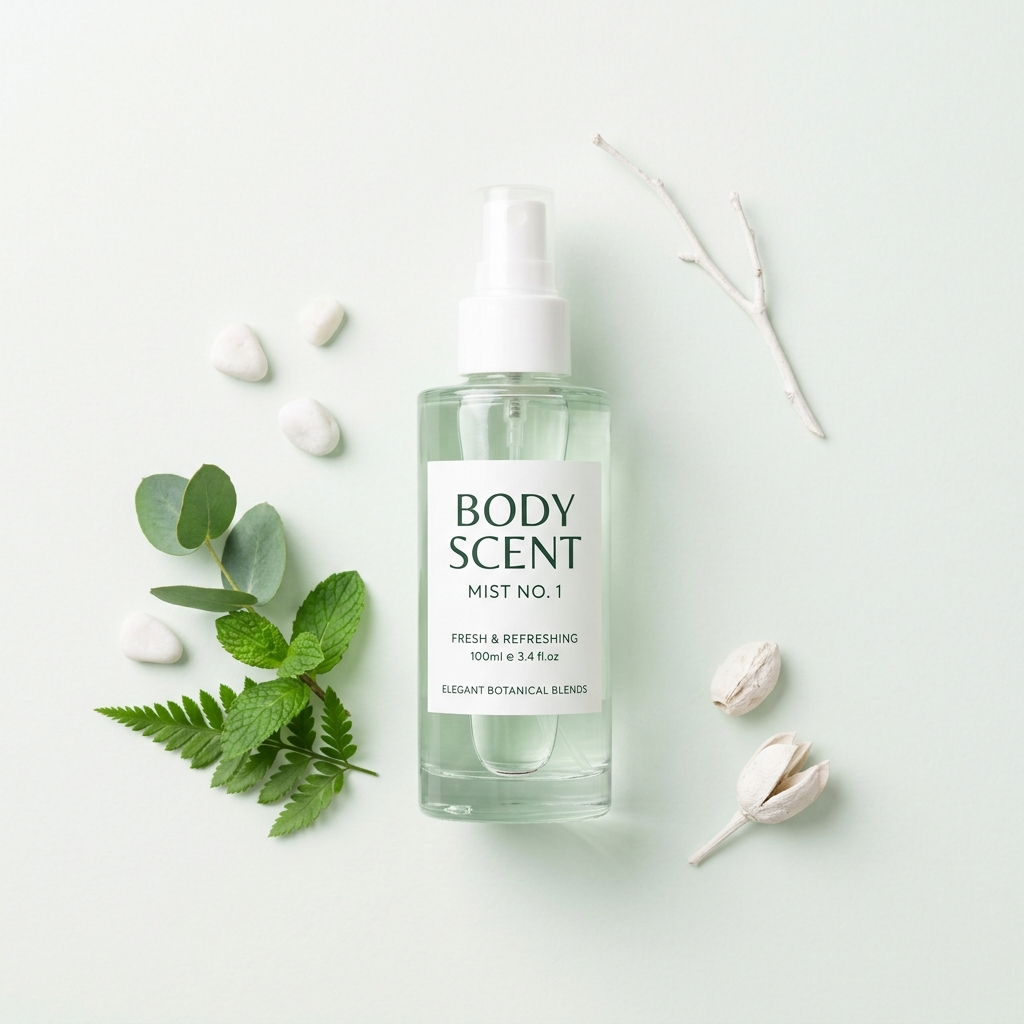 BODY
SCENT
MIST NO. 1
FRESH & REFRESHING
100ml e 3.4 fl.oz
ELEGANT BOTANICAL BLENDS